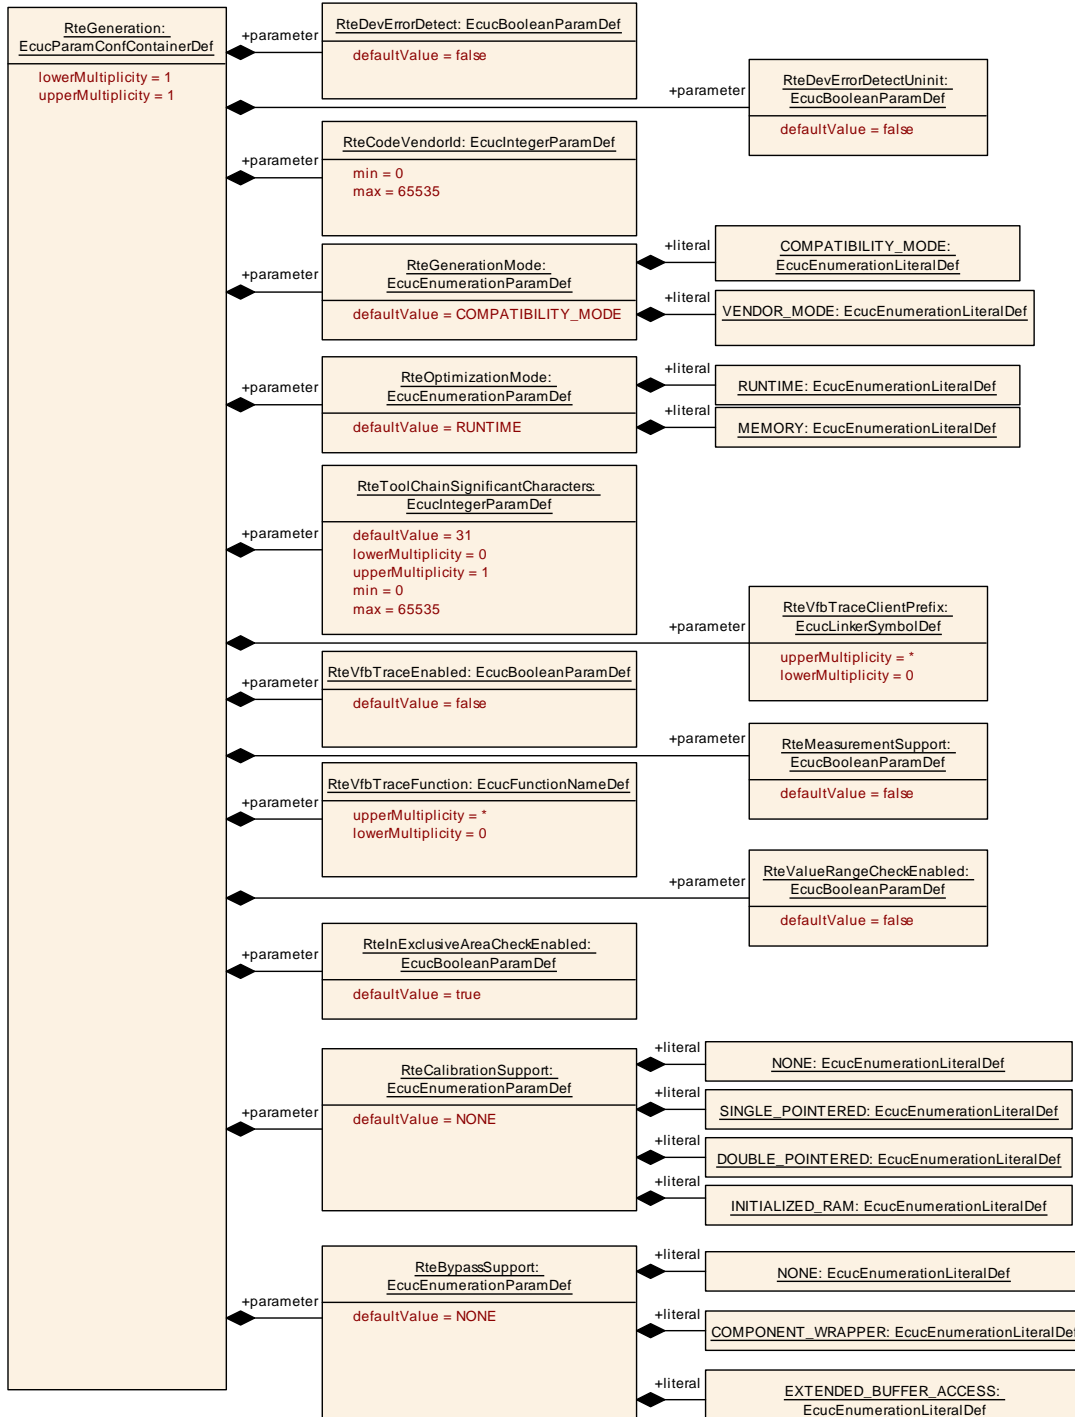 RteGeneration:
EcucParamConfContainerDef
lowerMultiplicity = 1
upperMultiplicity = 1
+parameter
RteDevErrorDetect: EcucBooleanParamDef
defaultValue = false
+parameter
RteDevErrorDetectUninit:
EcucBooleanParamDef
defaultValue = false
+parameter
RteCodeVendorId: EcucIntegerParamDef
min = 0
max = 65535
+parameter
RteGenerationMode:
EcucEnumerationParamDef
defaultValue = COMPATIBILITY_MODE
+literal
COMPATIBILITY_MODE:
EcucEnumerationLiteralDef
+literal
VENDOR_MODE: EcucEnumerationLiteralDef
+parameter
RteOptimizationMode:
EcucEnumerationParamDef
defaultValue = RUNTIME
+literal
RUNTIME: EcucEnumerationLiteralDef
+literal
MEMORY: EcucEnumerationLiteralDef
+parameter
RteToolChainSignificantCharacters:
EcucIntegerParamDef
defaultValue = 31
lowerMultiplicity = 0
upperMultiplicity = 1
min = 0
max = 65535
+parameter
RteVfbTraceClientPrefix:
EcucLinkerSymbolDef
upperMultiplicity = *
lowerMultiplicity = 0
+parameter
RteVfbTraceEnabled: EcucBooleanParamDef
defaultValue = false
+parameter
RteMeasurementSupport:
EcucBooleanParamDef
defaultValue = false
+parameter
RteVfbTraceFunction: EcucFunctionNameDef
upperMultiplicity = *
lowerMultiplicity = 0
+parameter
RteValueRangeCheckEnabled:
EcucBooleanParamDef
defaultValue = false
+parameter
RteInExclusiveAreaCheckEnabled:
EcucBooleanParamDef
defaultValue = true
+parameter
RteCalibrationSupport:
EcucEnumerationParamDef
defaultValue = NONE
+literal
NONE: EcucEnumerationLiteralDef
+literal
SINGLE_POINTERED: EcucEnumerationLiteralDef
+literal
DOUBLE_POINTERED: EcucEnumerationLiteralDef
+literal
INITIALIZED_RAM: EcucEnumerationLiteralDef
+parameter
RteBypassSupport:
EcucEnumerationParamDef
defaultValue = NONE
+literal
NONE: EcucEnumerationLiteralDef
+literal
COMPONENT_WRAPPER: EcucEnumerationLiteralDef
+literal
EXTENDED_BUFFER_ACCESS:
EcucEnumerationLiteralDef